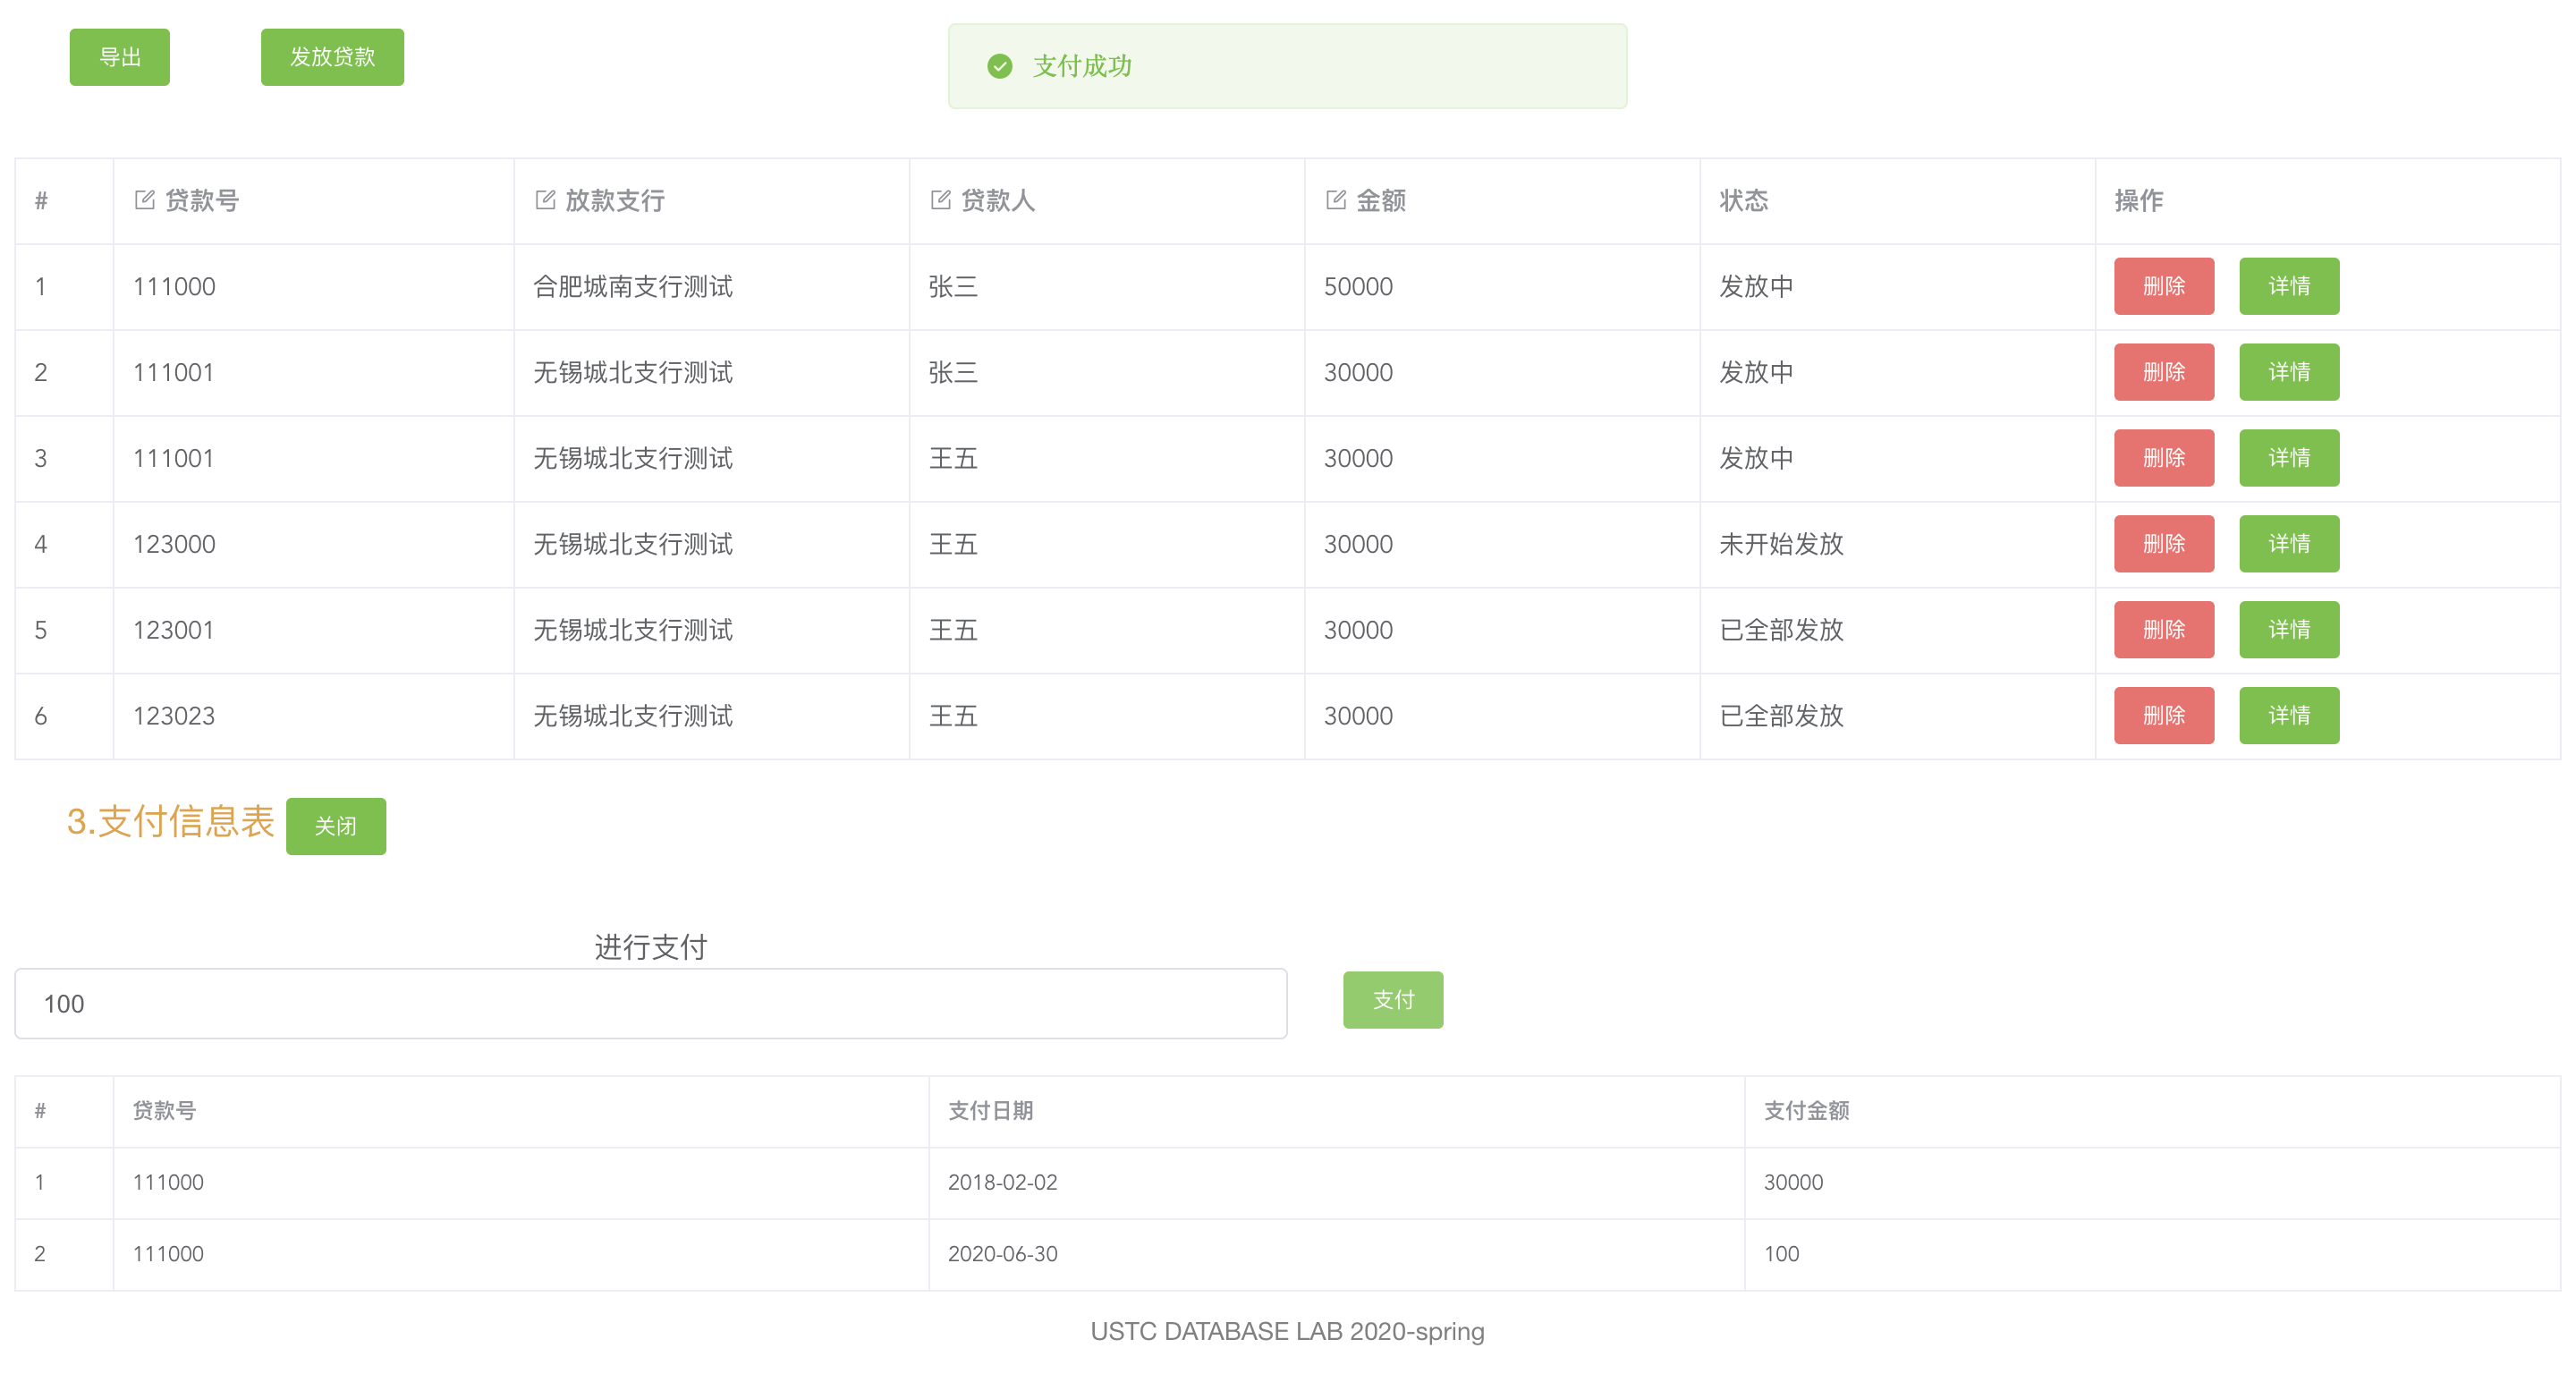 导出 发放贷款 支付成功
# 贷款号 放款支行 贷款人 金额 状态 操作
1 111000 合肥城南支行测试 张三 50000 发放中 删除 详情
2 111001 无锡城北支行测试 张三 30000 发放中 删除 详情
3 111001 无锡城北支行测试 王五 30000 发放中 删除 详情
4 123000 无锡城北支行测试 王五 30000 未开始发放 删除 详情
5 123001 无锡城北支行测试 王五 30000 已全部发放 删除 详情
6 123023 无锡城北支行测试 王五 30000 已全部发放 删除 详情
3.支付信息表 关闭
进行支付
100 支付
# 贷款号 支付日期 支付金额
1 111000 2018-02-02 30000
2 111000 2020-06-30 100
USTC DATABASE LAB 2020-spring